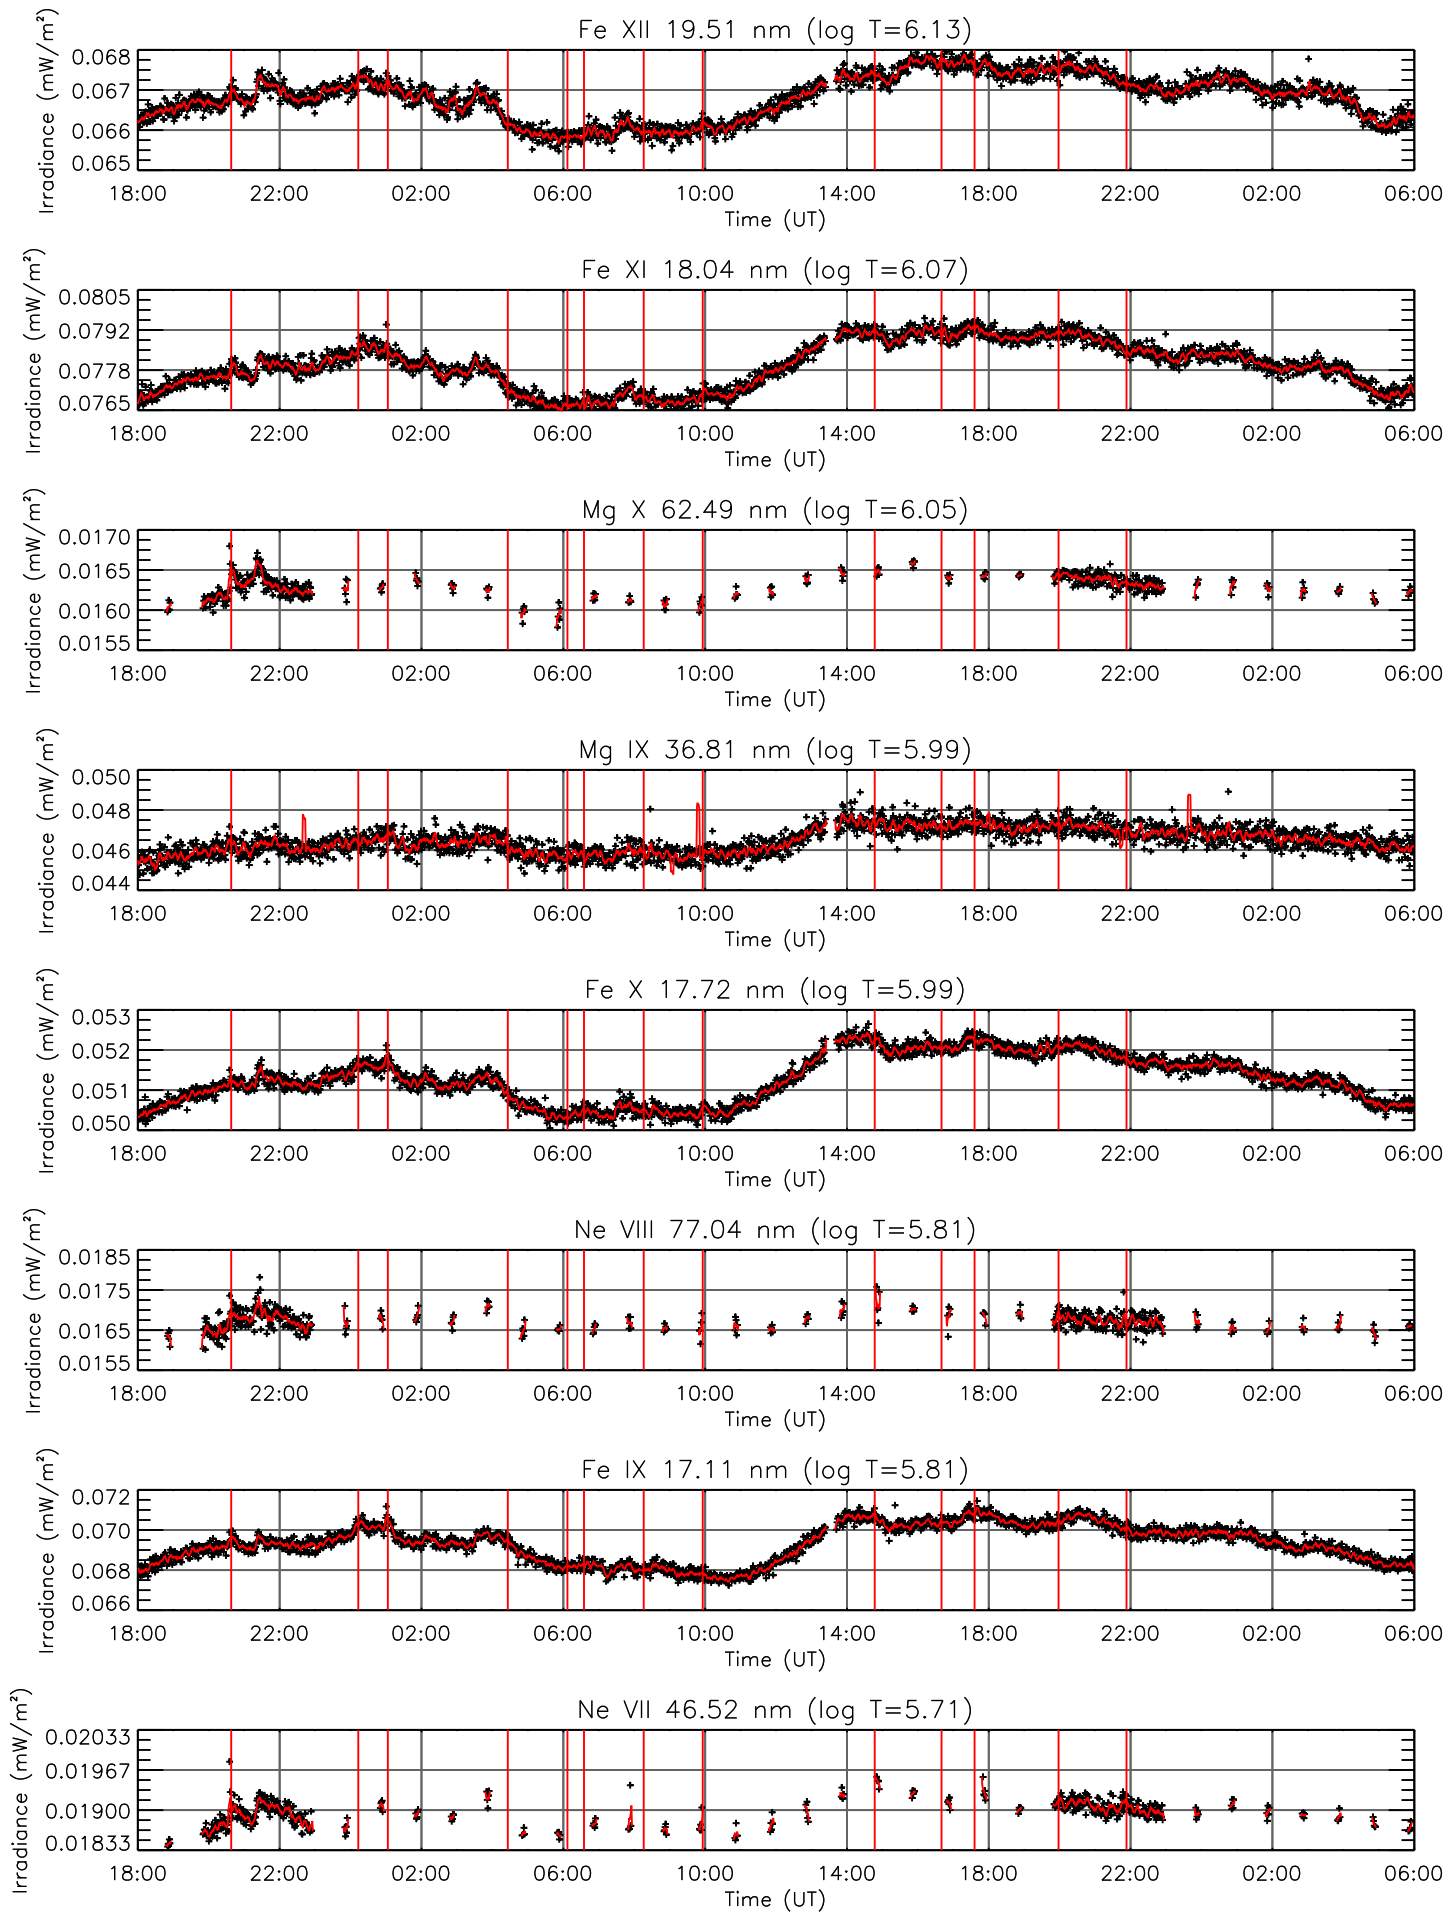 Fe XII 19.51 nm (log T=6.13)
Irradiance (mW/m²)
0.068
0.067
0.066
0.065
18:00 22:00 02:00 06:00 10:00 14:00 18:00 22:00 02:00 06:00
Time (UT)
Fe XI 18.04 nm (log T=6.07)
Irradiance (mW/m²)
0.0805
0.0792
0.0778
0.0765
18:00 22:00 02:00 06:00 10:00 14:00 18:00 22:00 02:00 06:00
Time (UT)
Mg X 62.49 nm (log T=6.05)
Irradiance (mW/m²)
0.0170
0.0165
0.0160
0.0155
18:00 22:00 02:00 06:00 10:00 14:00 18:00 22:00 02:00 06:00
Time (UT)
Mg IX 36.81 nm (log T=5.99)
Irradiance (mW/m²)
0.050
0.048
0.046
0.044
18:00 22:00 02:00 06:00 10:00 14:00 18:00 22:00 02:00 06:00
Time (UT)
Fe X 17.72 nm (log T=5.99)
Irradiance (mW/m²)
0.053
0.052
0.051
0.050
18:00 22:00 02:00 06:00 10:00 14:00 18:00 22:00 02:00 06:00
Time (UT)
Ne VIII 77.04 nm (log T=5.81)
Irradiance (mW/m²)
0.0185
0.0175
0.0165
0.0155
18:00 22:00 02:00 06:00 10:00 14:00 18:00 22:00 02:00 06:00
Time (UT)
Fe IX 17.11 nm (log T=5.81)
Irradiance (mW/m²)
0.072
0.070
0.068
0.066
18:00 22:00 02:00 06:00 10:00 14:00 18:00 22:00 02:00 06:00
Time (UT)
Ne VII 46.52 nm (log T=5.71)
Irradiance (mW/m²)
0.02033
0.01967
0.01900
0.01833
18:00 22:00 02:00 06:00 10:00 14:00 18:00 22:00 02:00 06:00
Time (UT)